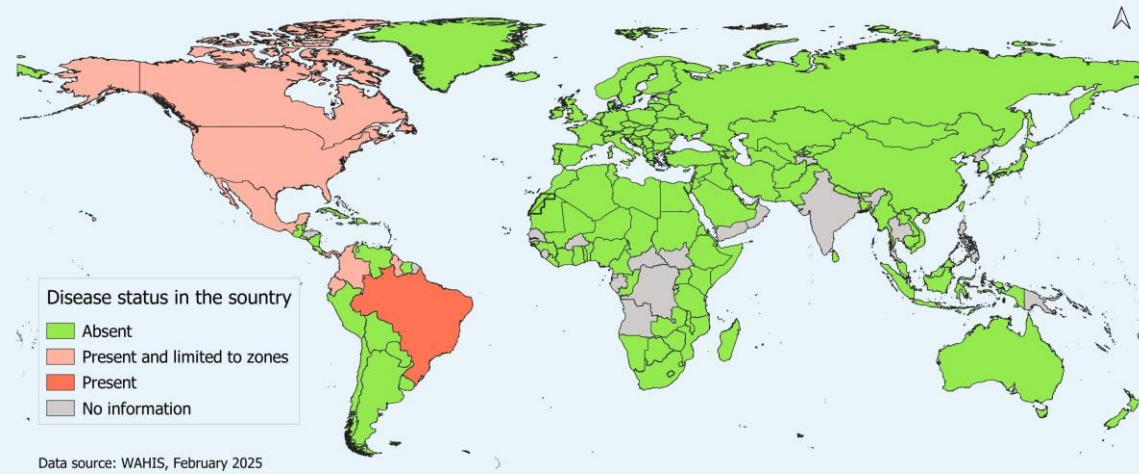 Disease status in the sountry
Absent
Present and limited to zones
Present
No information
Data source: WAHIS, February 2025